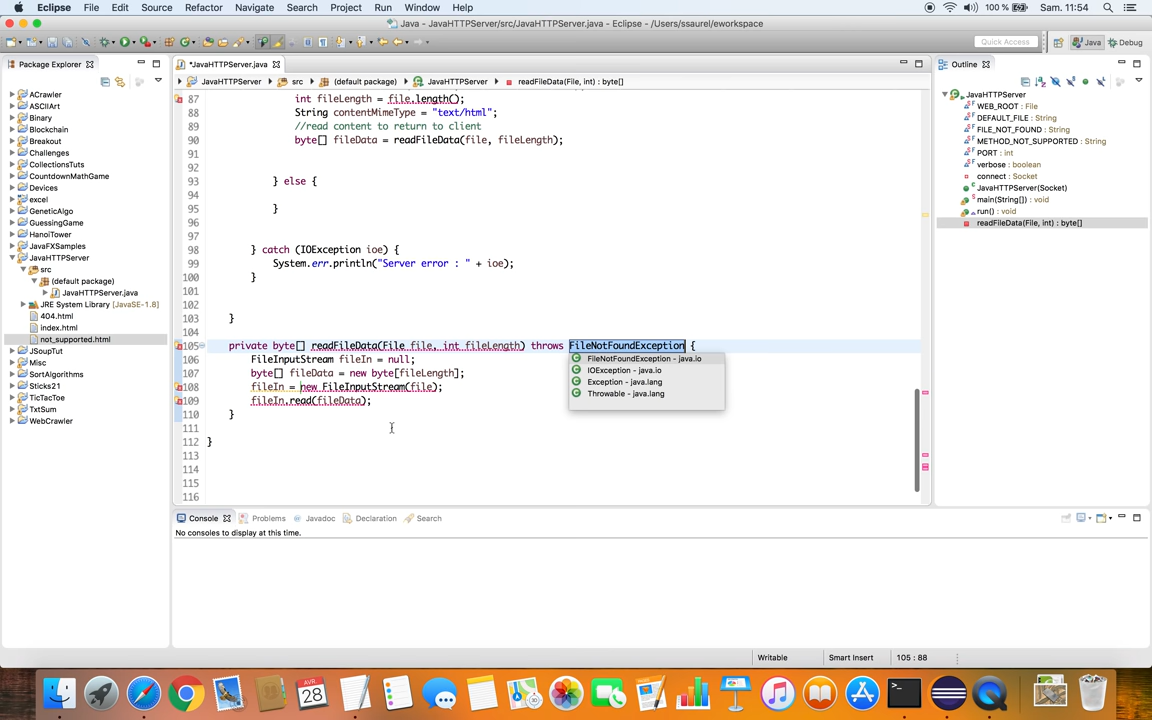 Eclipse File Edit Source Refactor Navigate Search Project Run Window Help 100 % Sam. 11:54
Java - JavaHTTPServer/src/JavaHTTPServer.java - Eclipse - /Users/ssaurel/eworkspace
Quick Access Java Debug
Package Explorer
ACrawler
ASCIIArt
Binary
Blockchain
Breakout
Challenges
CollectionsTuts
CountdownMathGame
Devices
excel
GeneticAlgo
GuessingGame
HanoiTower
JavaFXSamples
JavaHTTPServer
src
(default package)
JavaHTTPServer.java
JRE System Library [JavaSE-1.8]
404.html
index.html
not_supported.html
JSoupTut
Misc
SortAlgorithms
Sticks21
TicTacToe
TxtSum
WebCrawler
*JavaHTTPServer.java
JavaHTTPServer src (default package) JavaHTTPServer readFileData(File, int) : byte[]
87 int fileLength = file.length();
88 String contentMimeType = "text/html";
89 //read content to return to client
90 byte[] fileData = readFileData(file, fileLength);
91
92
93 } else {
94
95 }
96
97
98 } catch (IOException ioe) {
99 System.err.println("Server error : " + ioe);
100 }
101
102
103 }
104
105 private byte[] readFileData(File file, int fileLength) throws FileNotFoundException {
106 FileInputStream fileIn = null;
107 byte[] fileData = new byte[fileLength];
108 fileIn = new FileInputStream(file);
109 fileIn.read(fileData);
110 }
111
112 }
113
114
115
116
FileNotFoundException - java.io
IOException - java.io
Exception - java.lang
Throwable - java.lang
Outline
JavaHTTPServer
WEB_ROOT : File
DEFAULT_FILE : String
FILE_NOT_FOUND : String
METHOD_NOT_SUPPORTED : String
PORT : int
verbose : boolean
connect : Socket
JavaHTTPServer(Socket)
main(String[]) : void
run() : void
readFileData(File, int) : byte[]
Console Problems Javadoc Declaration Search
No consoles to display at this time.
Writable Smart Insert 105 : 88
AVR.
28